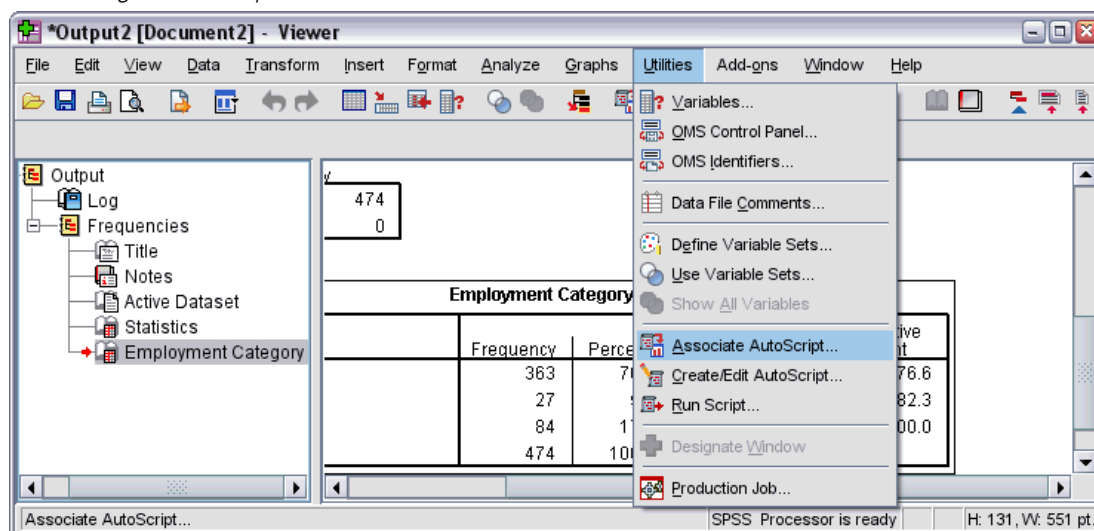 *Output2 [Document2] - Viewer
File Edit View Data Transform Insert Format Analyze Graphs Utilities Add-ons Window Help
Variables...
OMS Control Panel...
OMS Identifiers...
Data File Comments...
Define Variable Sets...
Use Variable Sets...
Show All Variables
Associate AutoScript...
Create/Edit AutoScript...
Run Script...
Designate Window
Production Job...
Output
Log
Frequencies
Title
Notes
Active Dataset
Statistics
Employment Category
474
0
Employment Category
Frequency Perce
363
27
84
474
76.6
82.3
00.0
Associate AutoScript... SPSS Processor is ready H: 131, W: 551 pt.